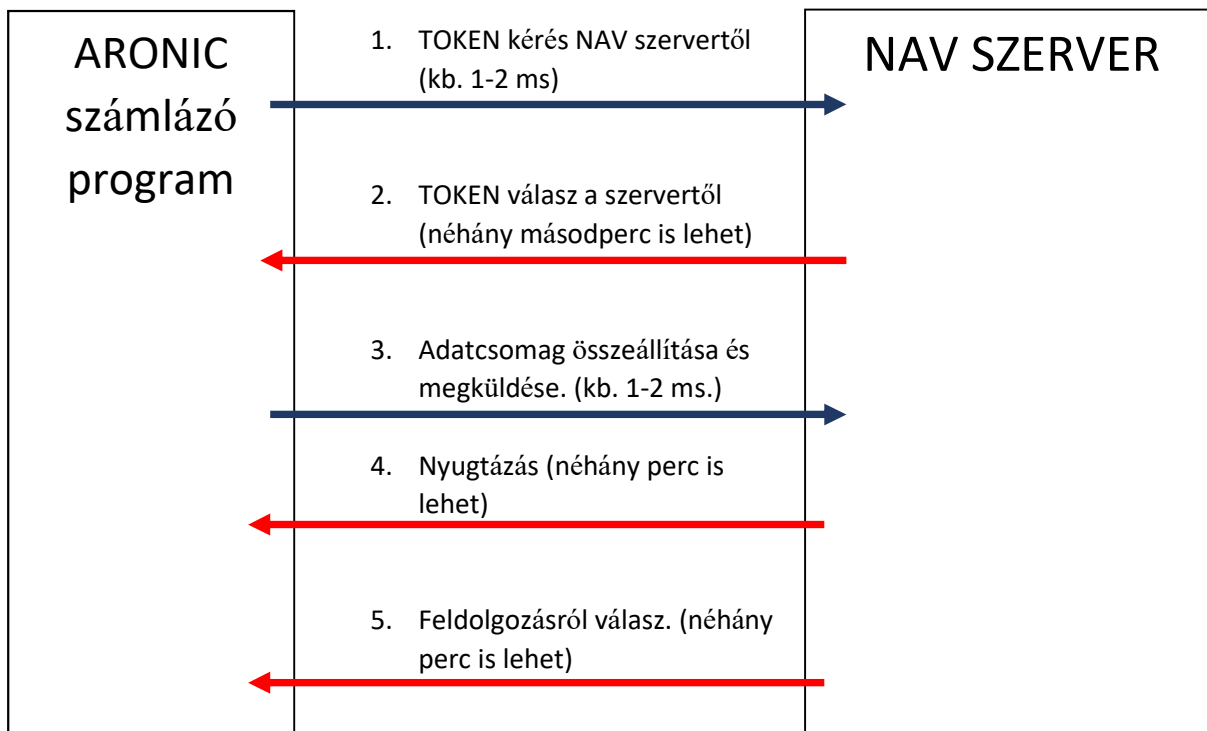 ARONIC
számlázó
program
1. TOKEN kérés NAV szervertől
(kb. 1-2 ms)
2. TOKEN válasz a szervertől
(néhány másodperc is lehet)
3. Adatcsomag összeállítása és
megküldése. (kb. 1-2 ms.)
4. Nyugtázás (néhány perc is
lehet)
5. Feldolgozásról válasz. (néhány
perc is lehet)
NAV SZERVER